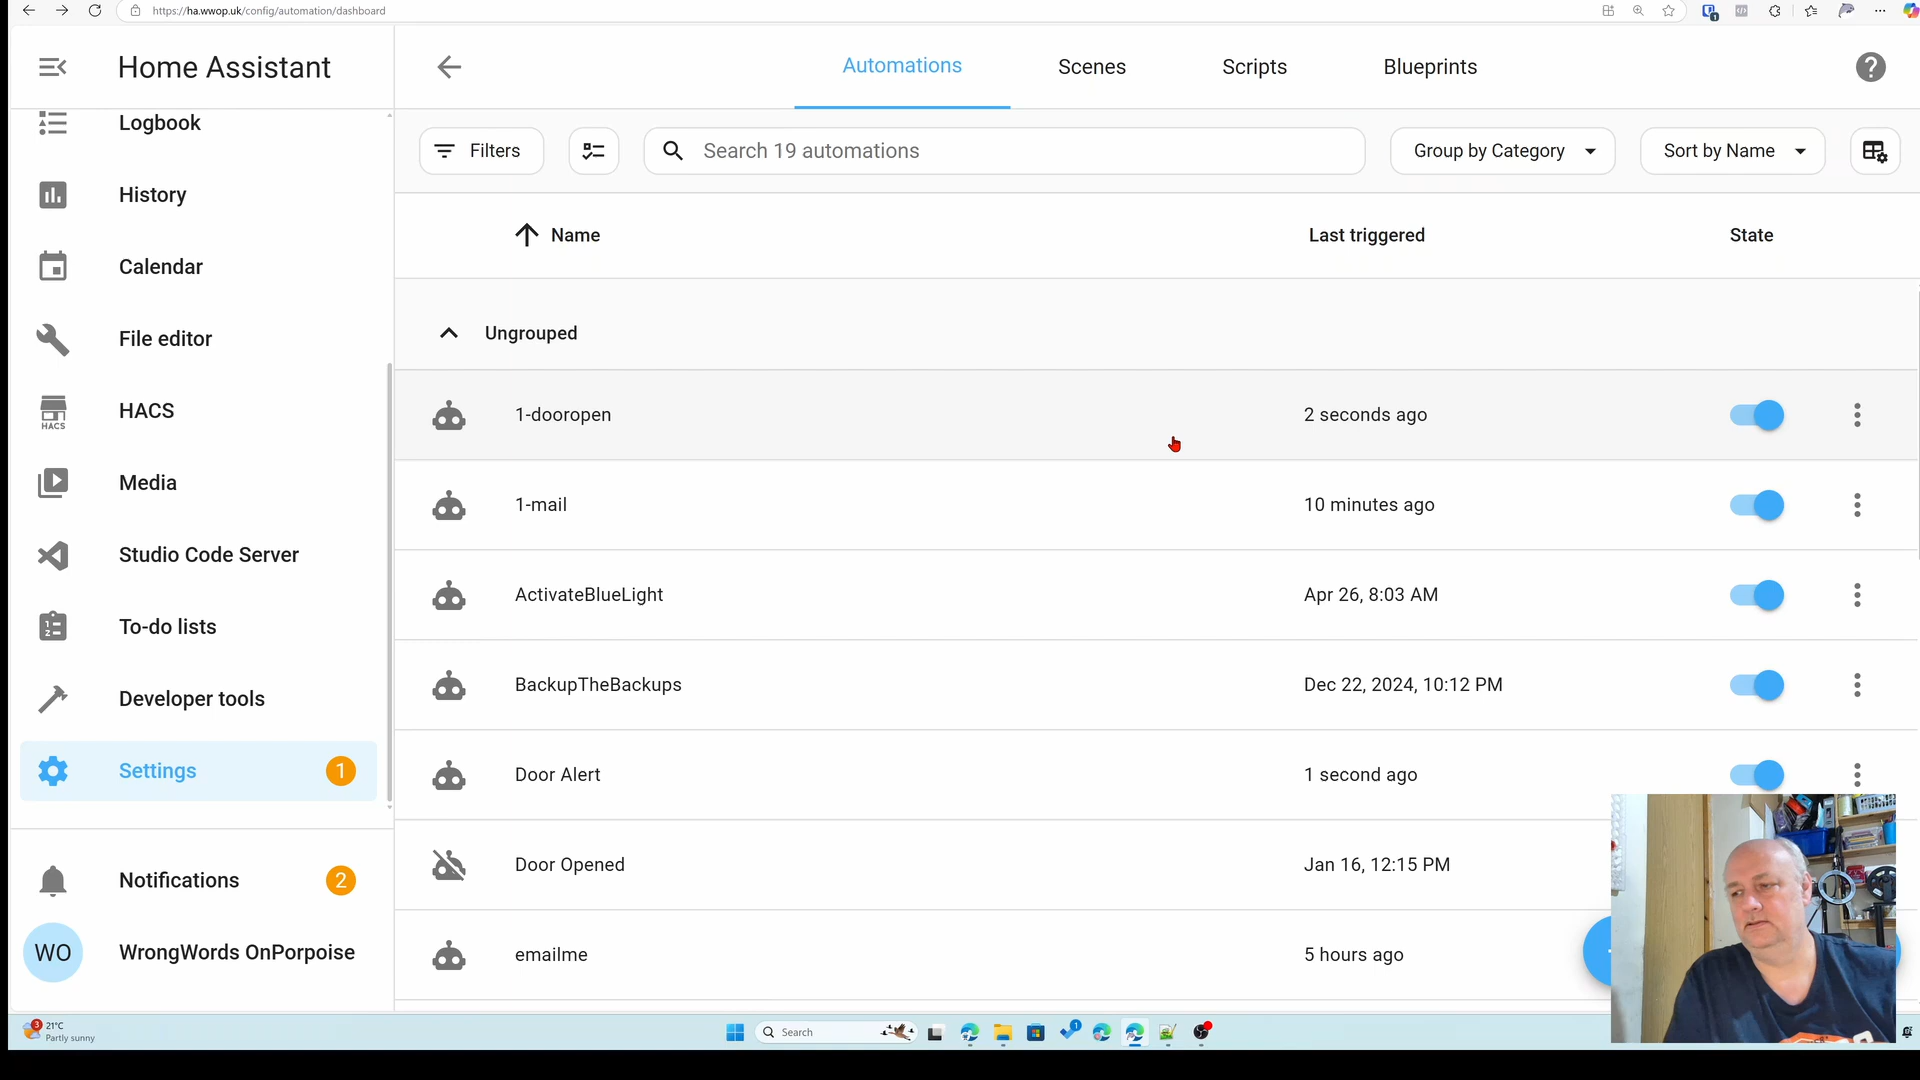 https://ha.wwop.uk/config/automation/dashboard
Home Assistant
Automations
Scenes
Scripts
Blueprints
Logbook
History
Calendar
File editor
HACS
HACS
Media
Studio Code Server
To-do lists
Developer tools
Settings 1
Notifications 2
WO WrongWords OnPorpoise
Filters
Search 19 automations
Group by Category
Sort by Name
Name Last triggered State
Ungrouped
1-dooropen 2 seconds ago
1-mail 10 minutes ago
ActivateBlueLight Apr 26, 8:03 AM
BackupTheBackups Dec 22, 2024, 10:12 PM
Door Alert 1 second ago
Door Opened Jan 16, 12:15 PM
emailme 5 hours ago
3 21°C
Partly sunny
Search
1